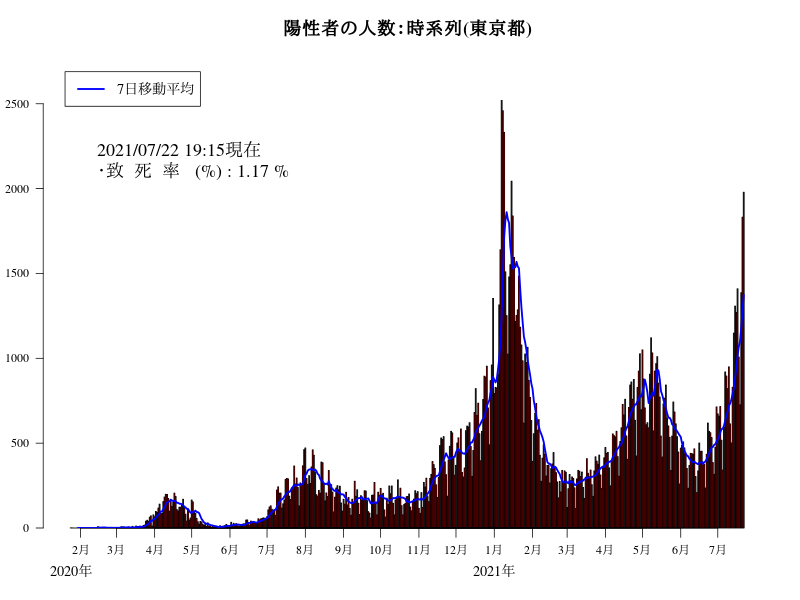 陽性者の人数:時系列(東京都)
7日移動平均
2021/07/22 19:15現在
・致 死 率 (%) : 1.17 %
2500
2000
1500
1000
500
0
2月 3月 4月 5月 6月 7月 8月 9月 10月 11月 12月 1月 2月 3月 4月 5月 6月 7月
2020年 2021年